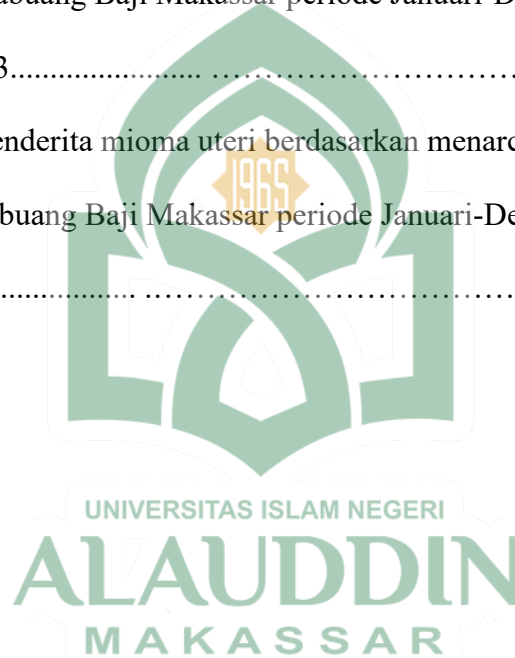 abuang Baji Makassar periode Januari-D
3...................... ……………………………
enderita mioma uteri berdasarkan menarc
1965
buang Baji Makassar periode Januari-De
................ ……………………………………
UNIVERSITAS ISLAM NEGERI
ALAUDDIN
MAKASSAR